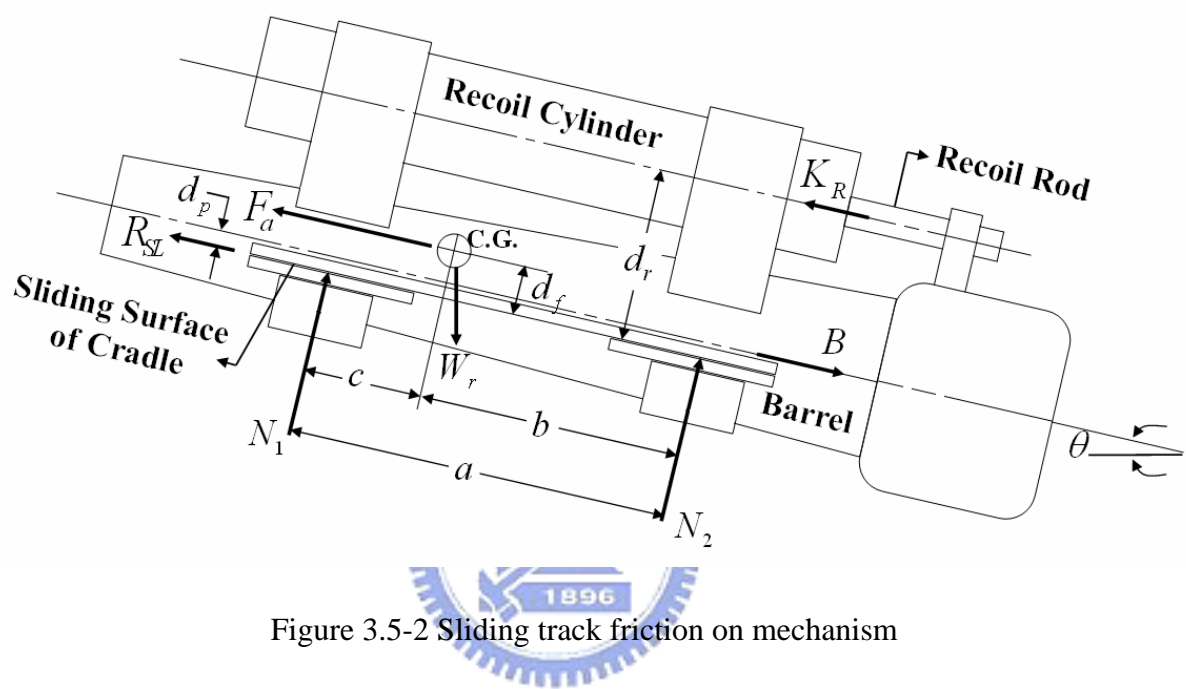 Recoil Cylinder
Recoil Rod
K_R
d_p
F_a
C.G.
R_SL
d_r
d_f
Sliding Surface
of Cradle
W_r
B
c
b
Barrel
N_1
a
θ
N_2
1896
Figure 3.5-2 Sliding track friction on mechanism